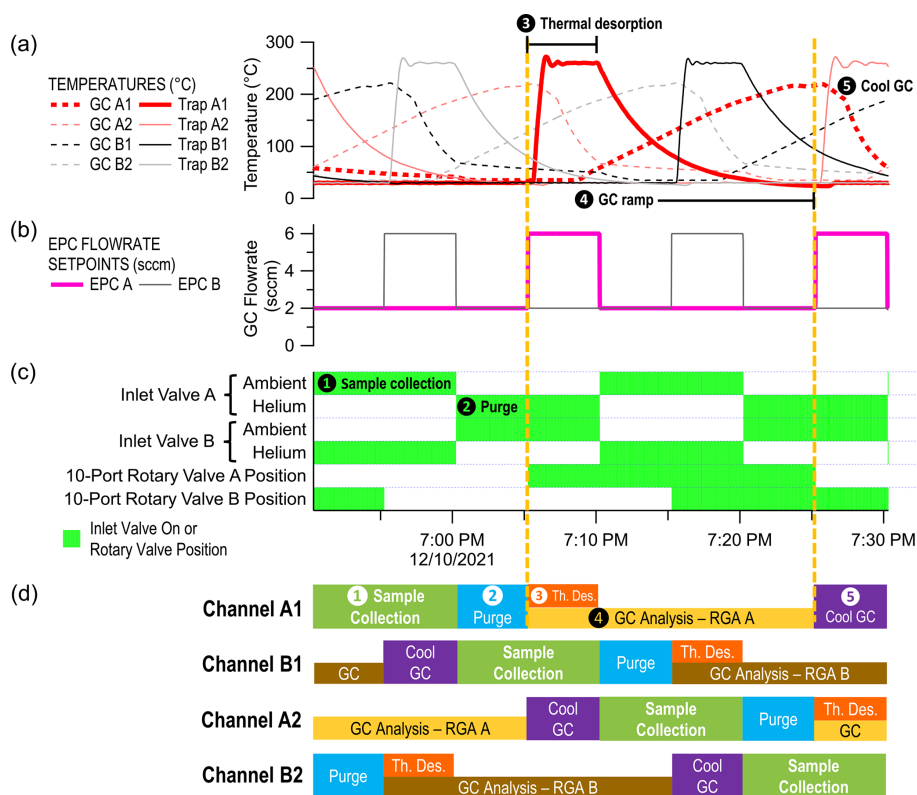 (a)
❸ Thermal desorption
TEMPERATURES (°C)
GC A1 Trap A1
GC A2 Trap A2
GC B1 Trap B1
GC B2 Trap B2
Temperature (°C)
300
200
100
0
❺ Cool GC
❹ GC ramp
(b)
EPC FLOWRATE
SETPOINTS (sccm)
EPC A EPC B
GC Flowrate
(sccm)
6
4
2
0
(c)
Inlet Valve A
Ambient
Helium
Inlet Valve B
Ambient
Helium
10-Port Rotary Valve A Position
10-Port Rotary Valve B Position
❶ Sample collection
❷ Purge
Inlet Valve On or
Rotary Valve Position
7:00 PM 7:10 PM 7:20 PM 7:30 PM
12/10/2021
(d)
Channel A1
1 Sample
Collection
2
Purge
3 Th. Des.
4 GC Analysis – RGA A
5
Cool GC
Channel B1
GC
Cool
GC
Sample
Collection
Purge
Th. Des.
GC Analysis – RGA B
Channel A2
GC Analysis – RGA A
Cool
GC
Sample
Collection
Purge
Th. Des.
GC
Channel B2
Purge
Th. Des.
GC Analysis – RGA B
Cool
GC
Sample
Collection